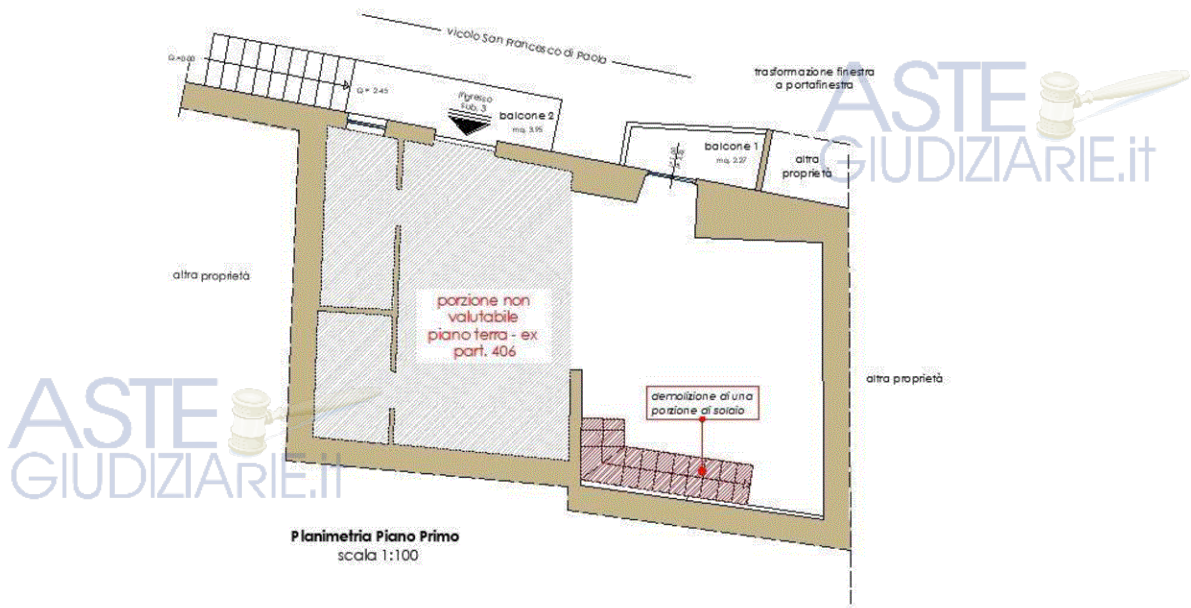 vicolo San Francesco di Paola
Q.=0.00
Q = 2.45
ingresso
sub. 3
balcone 2
mq. 3.95
balcone 1
mq. 2.27
trasformazione finestra
a portafinestra
altra
proprietà
ASTE
GIUDIZIARIE.it
altra proprietà
porzione non
valutabile
piano terra - ex
part. 406
altra proprietà
demolizione di una
porzione di solaio
ASTE
GIUDIZIARIE.it
Planimetria Piano Primo
scala 1:100